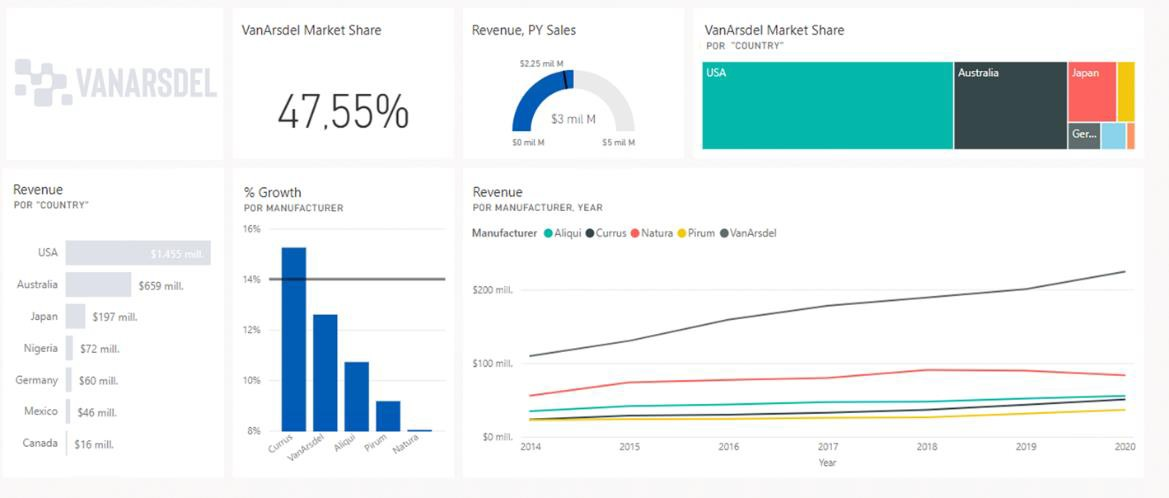 VANARSDEL
VanArsdel Market Share
47,55%
Revenue, PY Sales
$2.25 mil M
$3 mil M
$0 mil M
$5 mil M
VanArsdel Market Share
POR "COUNTRY"
USA
Australia
Japan
Ger...
Revenue
POR "COUNTRY"
USA
$1.455 mill.
Australia
$659 mill.
Japan
$197 mill.
Nigeria
$72 mill.
Germany
$60 mill.
Mexico
$46 mill.
Canada
$16 mill.
% Growth
POR MANUFACTURER
16%
14%
12%
10%
8%
Currus
VanArsdel
Aliqui
Pirum
Natura
Revenue
POR MANUFACTURER, YEAR
Manufacturer Aliqui Currus Natura Pirum VanArsdel
$200 mill.
$100 mill.
$0 mill.
2014 2015 2016 2017 2018 2019 2020
Year